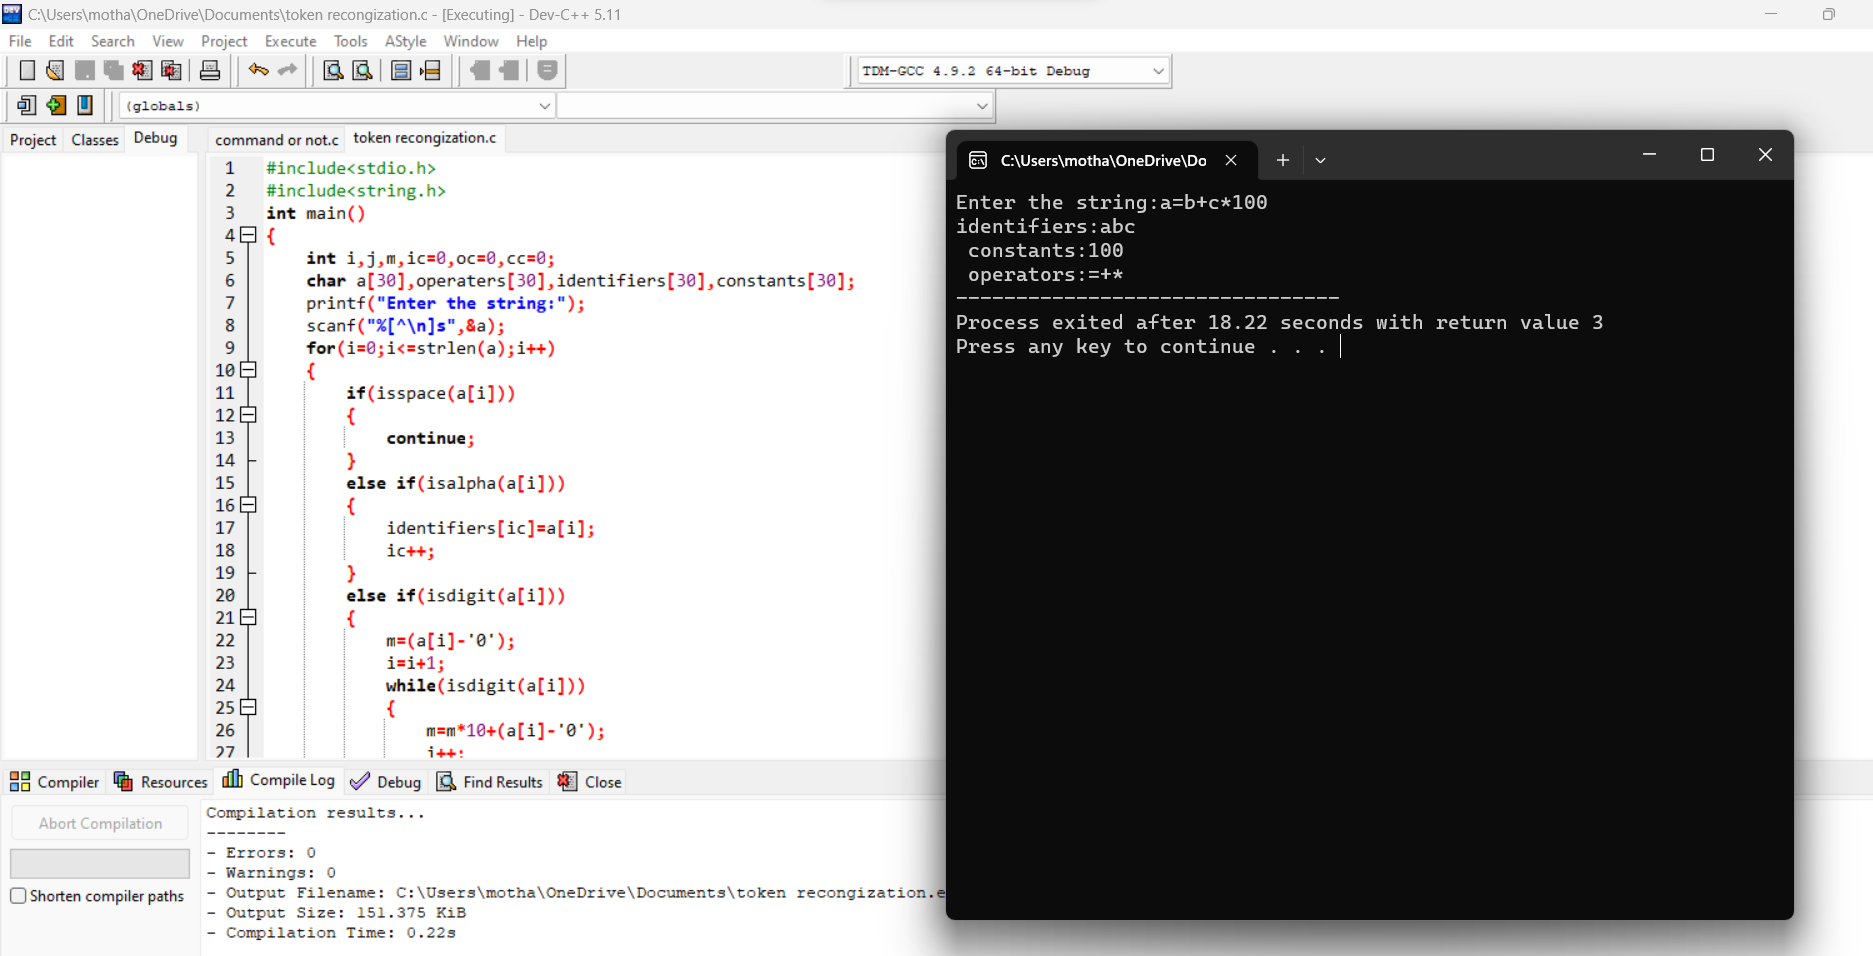 C:\Users\motha\OneDrive\Documents\token recongization.c - [Executing] - Dev-C++ 5.11
File Edit Search View Project Execute Tools AStyle Window Help
TDM-GCC 4.9.2 64-bit Debug
(globals)
Project Classes Debug
command or not.c token recongization.c
1 #include<stdio.h>
2 #include<string.h>
3 int main()
4 {
5 int i,j,m,ic=0,oc=0,cc=0;
6 char a[30],operaters[30],identifiers[30],constants[30];
7 printf("Enter the string:");
8 scanf("%[^\n]s",&a);
9 for(i=0;i<=strlen(a);i++)
10 {
11 if(isspace(a[i]))
12 {
13 continue;
14 }
15 else if(isalpha(a[i]))
16 {
17 identifiers[ic]=a[i];
18 ic++;
19 }
20 else if(isdigit(a[i]))
21 {
22 m=(a[i]-'0');
23 i=i+1;
24 while(isdigit(a[i]))
25 {
26 m=m*10+(a[i]-'0');
27 i++;
C:\Users\motha\OneDrive\Do
Enter the string:a=b+c*100
identifiers:abc
constants:100
operators:=+*
--------------------------------
Process exited after 18.22 seconds with return value 3
Press any key to continue . . .
Compiler Resources Compile Log Debug Find Results Close
Abort Compilation
Shorten compiler paths
Compilation results...
--------
- Errors: 0
- Warnings: 0
- Output Filename: C:\Users\motha\OneDrive\Documents\token recongization.e
- Output Size: 151.375 KiB
- Compilation Time: 0.22s